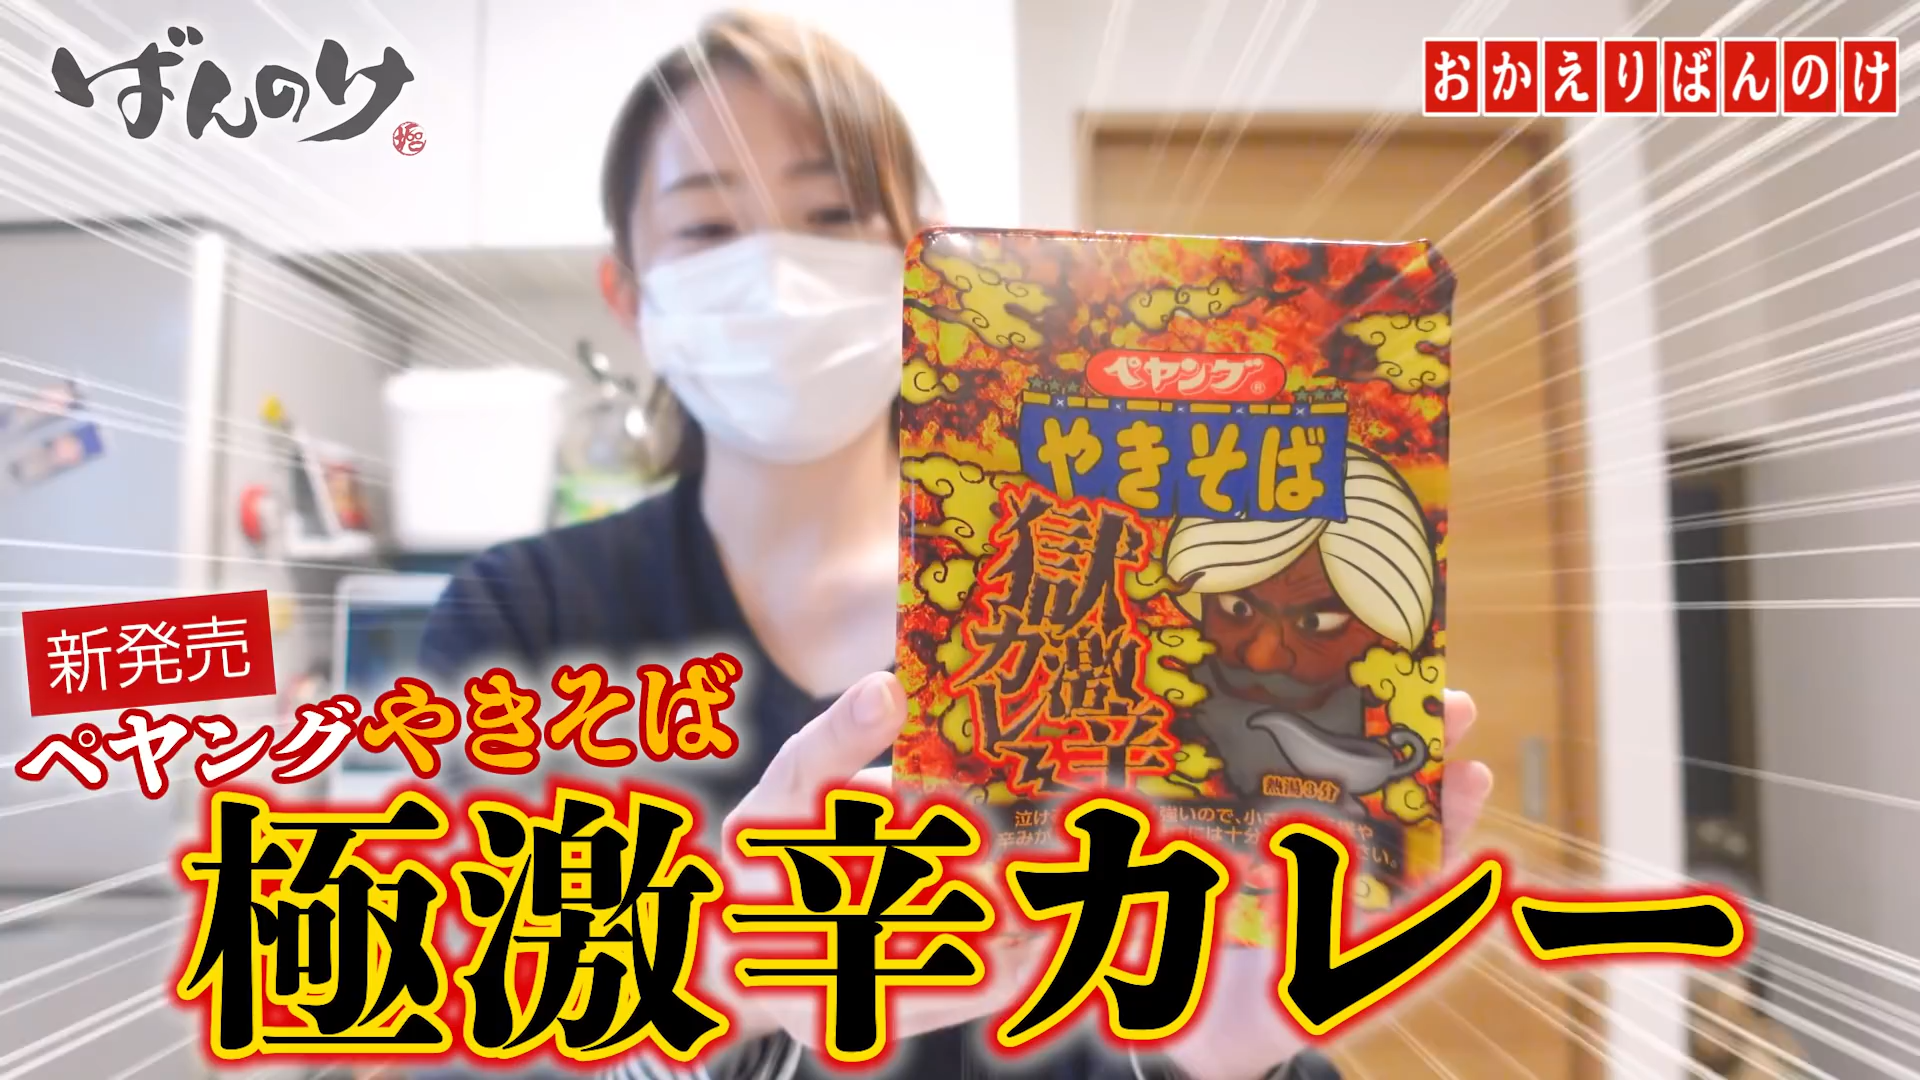 ばんのけ
おかえりばんのけ
ペヤング®
やきそば
獄激辛
カレー
熱湯3分
新発売
ペヤングやきそば
極激辛カレー